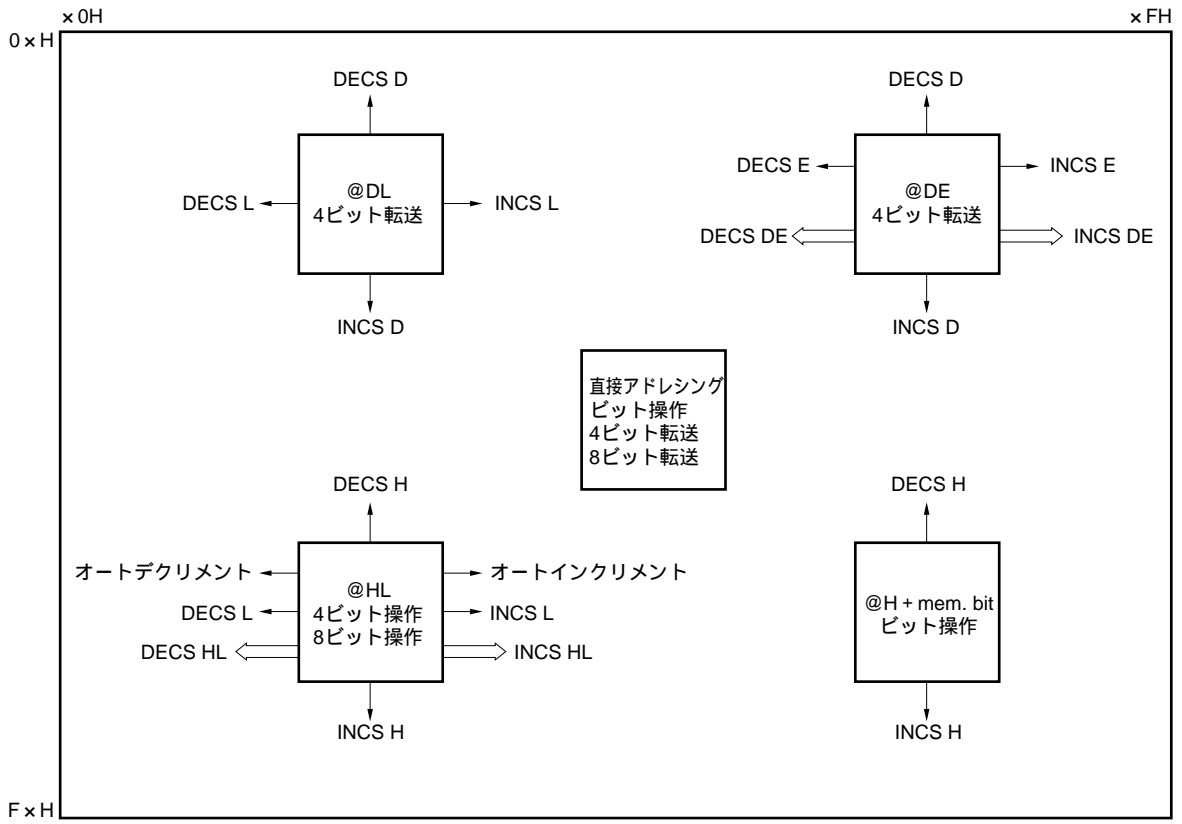 × 0H
× FH
0 × H
DECS D
DECS L
@DL
4ビット転送
INCS L
INCS D
DECS D
DECS E
INCS E
@DE
4ビット転送
DECS DE
INCS DE
INCS D
直接アドレシング
ビット操作
4ビット転送
8ビット転送
DECS H
オートデクリメント
オートインクリメント
@HL
4ビット操作
8ビット操作
DECS L
INCS L
DECS HL
INCS HL
INCS H
DECS H
@H + mem. bit
ビット操作
INCS H
F × H